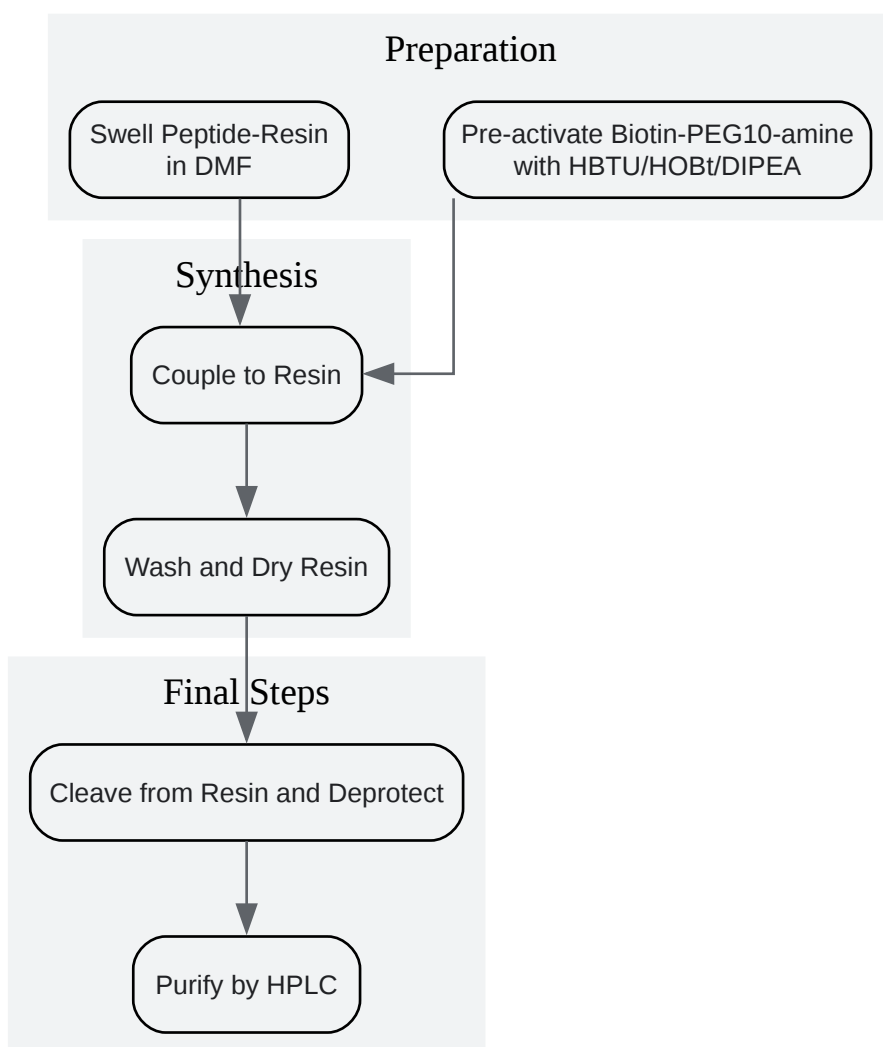 Preparation
Swell Peptide-Resin
in DMF
Pre-activate Biotin-PEG10-amine
with HBTU/HOBt/DIPEA
Synthesis
Couple to Resin
Wash and Dry Resin
Final Steps
Cleave from Resin and Deprotect
Purify by HPLC